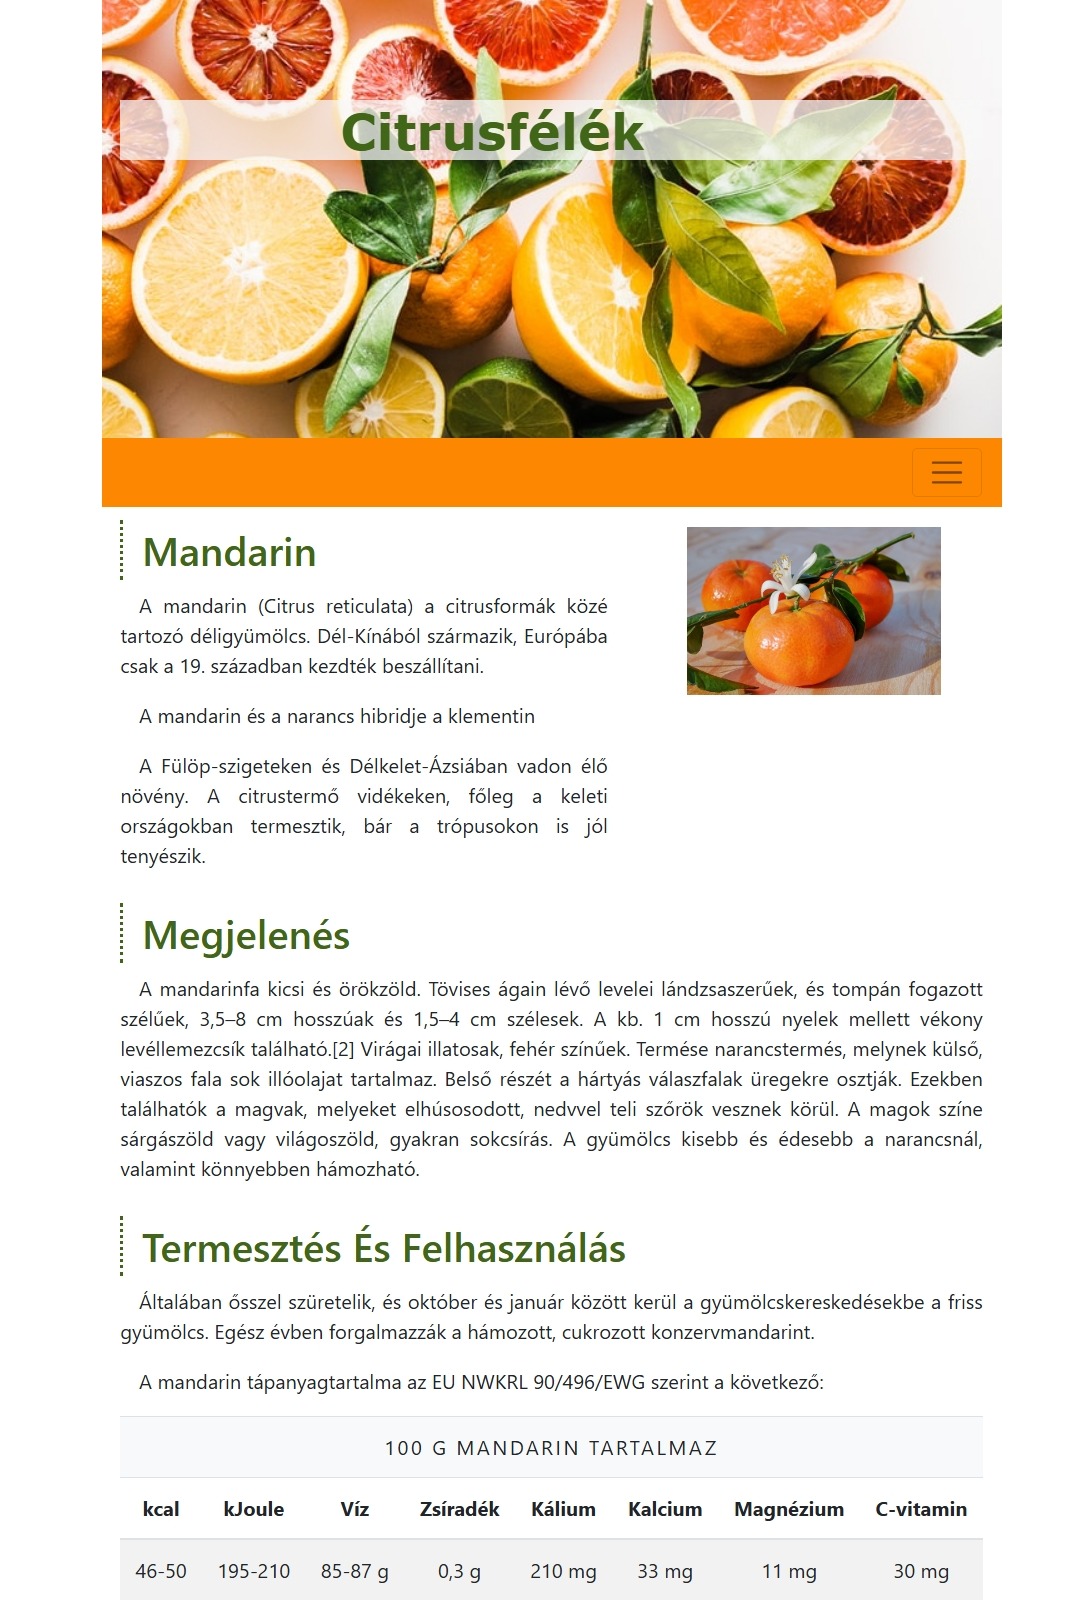 Citrusfélék
Mandarin
A mandarin (Citrus reticulata) a citrusformák közé
tartozó déligyümölcs. Dél-Kínából származik, Európába
csak a 19. században kezdték beszállítani.
A mandarin és a narancs hibridje a klementin
A Fülöp-szigeteken és Délkelet-Ázsiában vadon élő
növény. A citrustermő vidékeken, főleg a keleti
országokban termesztik, bár a trópusokon is jól
tenyészik.
Megjelenés
A mandarinfa kicsi és örökzöld. Tövises ágain lévő levelei lándzsaszerűek, és tompán fogazott
szélűek, 3,5–8 cm hosszúak és 1,5–4 cm szélesek. A kb. 1 cm hosszú nyelek mellett vékony
levéllemezcsík található.[2] Virágai illatosak, fehér színűek. Termése narancstermés, melynek külső,
viaszos fala sok illóolajat tartalmaz. Belső részét a hártyás válaszfalak üregekre osztják. Ezekben
találhatók a magvak, melyeket elhúsosodott, nedvvel teli szőrök vesznek körül. A magok színe
sárgászöld vagy világoszöld, gyakran sokcsírás. A gyümölcs kisebb és édesebb a narancsnál,
valamint könnyebben hámozható.
Termesztés És Felhasználás
Általában ősszel szüretelik, és október és január között kerül a gyümölcskereskedésekbe a friss
gyümölcs. Egész évben forgalmazzák a hámozott, cukrozott konzervmandarint.
A mandarin tápanyagtartalma az EU NWKRL 90/496/EWG szerint a következő:
100 G MANDARIN TARTALMAZ
kcal kJoule Víz Zsíradék Kálium Kalcium Magnézium C-vitamin
46-50 195-210 85-87 g 0,3 g 210 mg 33 mg 11 mg 30 mg